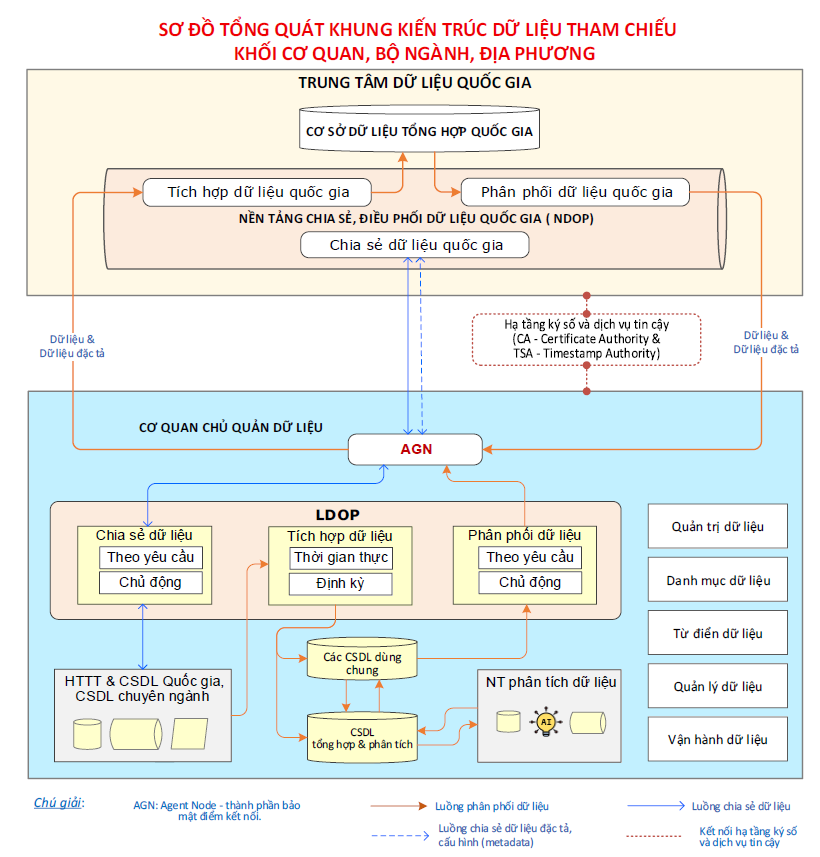 SƠ ĐỒ TỔNG QUÁT KHUNG KIẾN TRÚC DỮ LIỆU THAM CHIẾU
KHỐI CƠ QUAN, BỘ NGÀNH, ĐỊA PHƯƠNG
TRUNG TÂM DỮ LIỆU QUỐC GIA
CƠ SỞ DỮ LIỆU TỔNG HỢP QUỐC GIA
Tích hợp dữ liệu quốc gia
Phân phối dữ liệu quốc gia
NỀN TẢNG CHIA SẺ, ĐIỀU PHỐI DỮ LIỆU QUỐC GIA ( NDOP)
Chia sẻ dữ liệu quốc gia
Dữ liệu &
Dữ liệu đặc tả
Hạ tầng ký số và dịch vụ tin cậy
(CA - Certificate Authority &
TSA - Timestamp Authority)
Dữ liệu &
Dữ liệu đặc tả
CƠ QUAN CHỦ QUẢN DỮ LIỆU
AGN
LDOP
Chia sẻ dữ liệu
Theo yêu cầu
Chủ động
Tích hợp dữ liệu
Thời gian thực
Định kỳ
Phân phối dữ liệu
Theo yêu cầu
Chủ động
Quản trị dữ liệu
Danh mục dữ liệu
Từ điển dữ liệu
Quản lý dữ liệu
Vận hành dữ liệu
HTTT & CSDL Quốc gia,
CSDL chuyên ngành
Các CSDL dùng
chung
CSDL
tổng hợp & phân tích
NT phân tích dữ liệu
AI
Chú giải:
AGN: Agent Node - thành phần bảo
mật điểm kết nối.
Luồng phân phối dữ liệu
Luồng chia sẻ dữ liệu
Luồng chia sẻ dữ liệu đặc tả,
cấu hình (metadata)
Kết nối hạ tầng ký số
và dịch vụ tin cậy